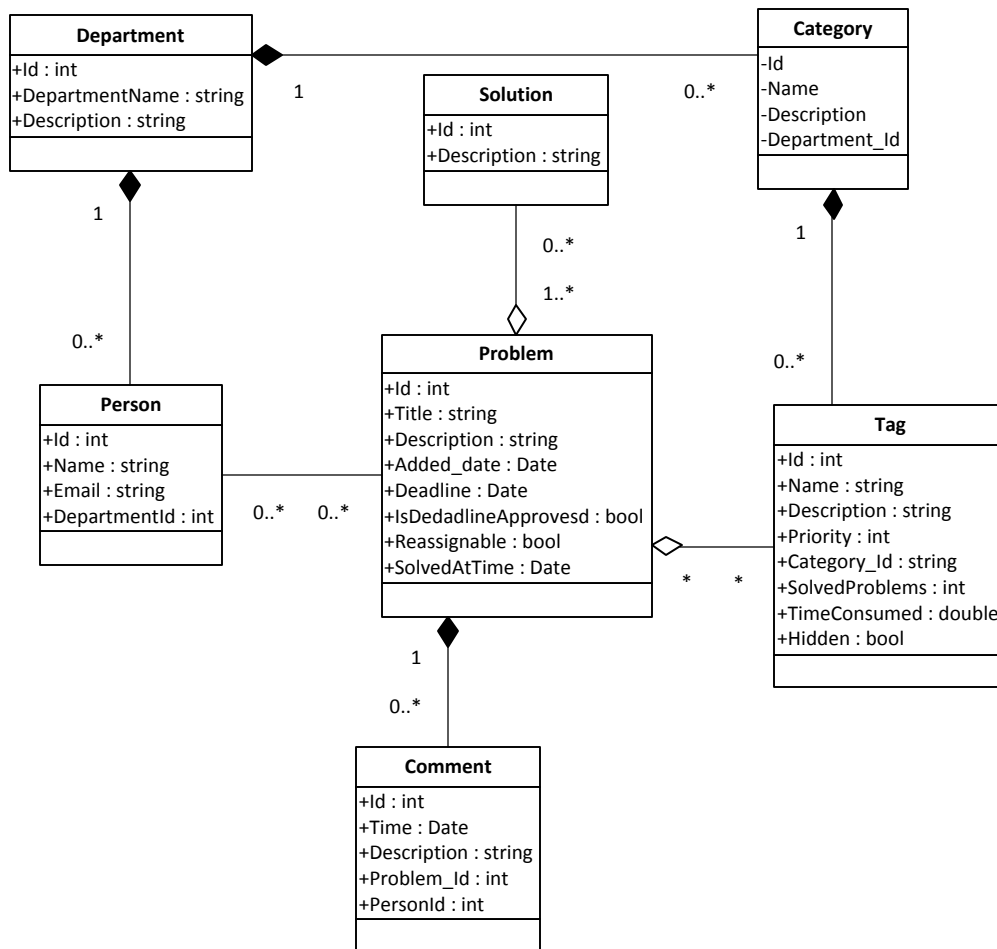 Department
+Id : int
+DepartmentName : string
+Description : string
1
0..*
Category
-Id
-Name
-Description
-Department_Id
Solution
+Id : int
+Description : string
1
0..*
1
0..*
0..*
1..*
Person
+Id : int
+Name : string
+Email : string
+DepartmentId : int
0..* 0..*
Problem
+Id : int
+Title : string
+Description : string
+Added_date : Date
+Deadline : Date
+IsDedadlineApprovesd : bool
+Reassignable : bool
+SolvedAtTime : Date
* *
Tag
+Id : int
+Name : string
+Description : string
+Priority : int
+Category_Id : string
+SolvedProblems : int
+TimeConsumed : double
+Hidden : bool
1
0..*
Comment
+Id : int
+Time : Date
+Description : string
+Problem_Id : int
+PersonId : int